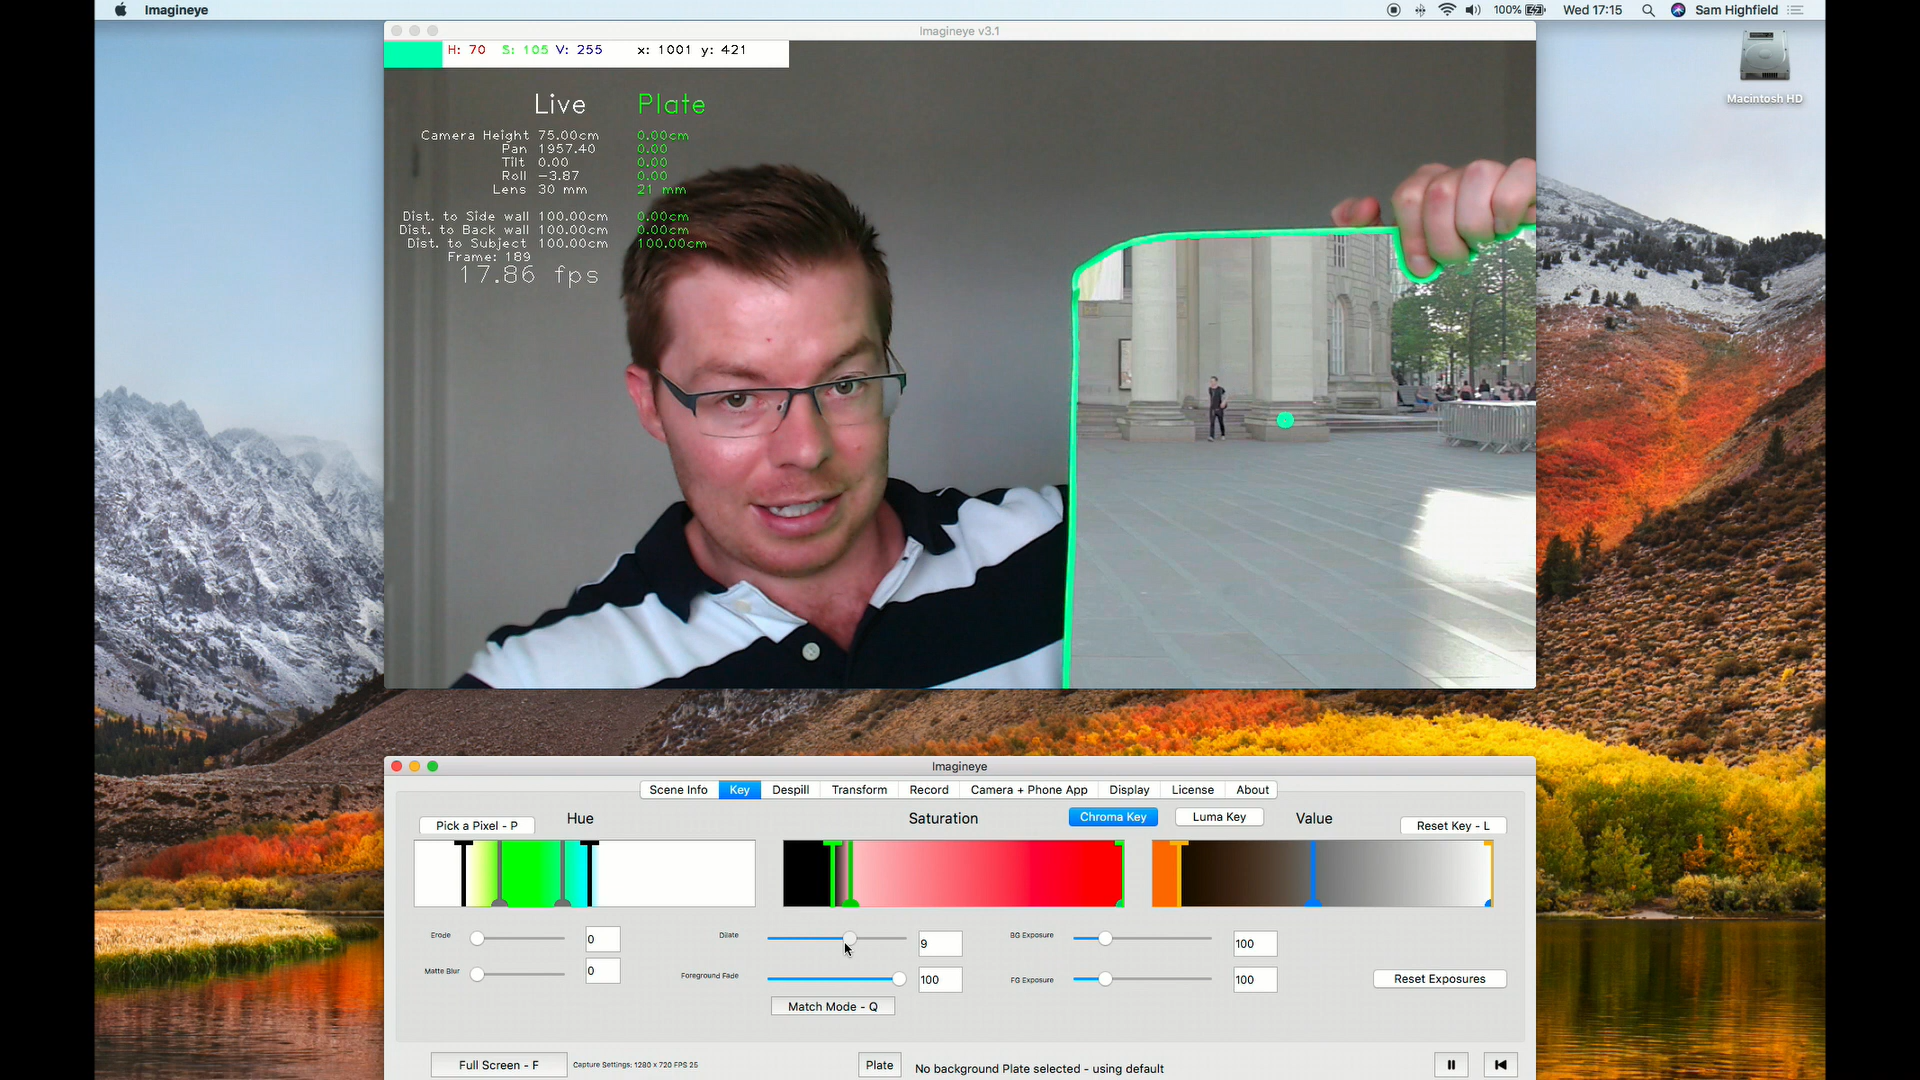 Imagineye
100%
Wed 17:15
Sam Highfield
Imagineye v3.1
H: 70 S: 105 V: 255 x: 1001 y: 421
Macintosh HD
Live Plate
Camera Height 75.00cm 0.00cm
Pan 1957.40 0.00
Tilt 0.00 0.00
Roll -3.87 0.00
Lens 30 mm 21 mm
Dist. to Side wall 100.00cm 0.00cm
Dist. to Back wall 100.00cm 0.00cm
Dist. to Subject 100.00cm 100.00cm
Frame: 189
17.86 fps
Imagineye
Scene Info Key Despill Transform Record Camera + Phone App Display License About
Pick a Pixel - P
Hue
Saturation
Chroma Key
Luma Key
Value
Reset Key - L
Erode 0
Dilate 9
BG Exposure 100
Matte Blur 0
Foreground Fade 100
FG Exposure 100
Reset Exposures
Match Mode - Q
Full Screen - F
Capture Settings: 1280 x 720 FPS 25
Plate
No background Plate selected - using default